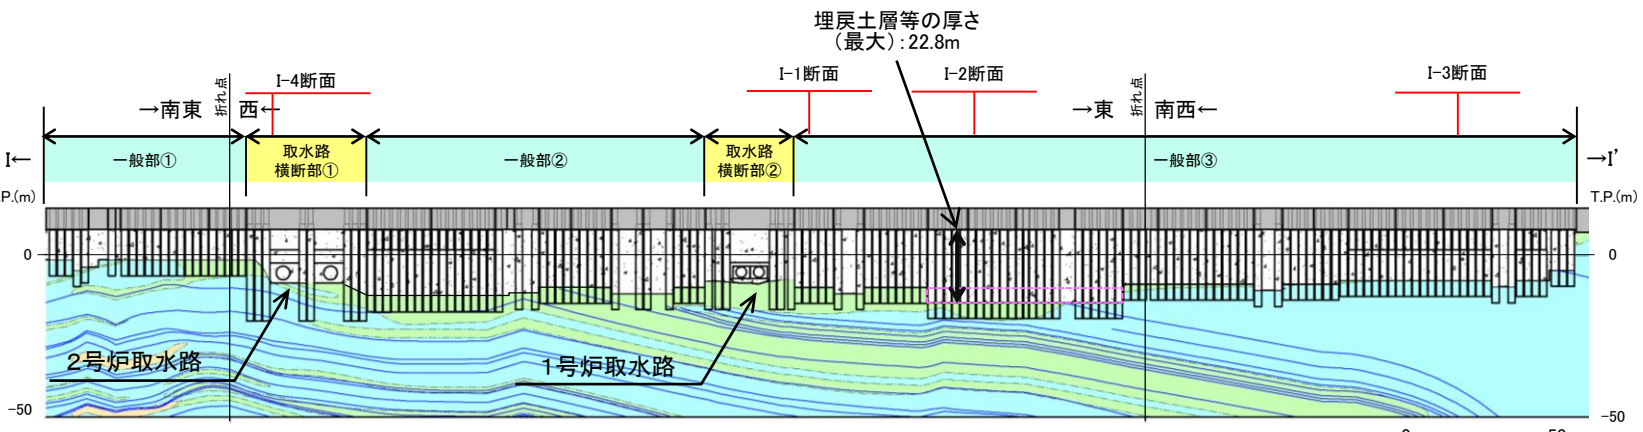 埋戻土層等の厚さ
（最大）：22.8m
I-4断面
I-1断面
I-2断面
I-3断面
→南東
折れ点
西←
→東
折れ点
南西←
I←
一般部①
取水路
横断部①
一般部②
取水路
横断部②
一般部③
→I'
.P.(m)
T.P.(m)
0
0
2号炉取水路
1号炉取水路
-50
-50